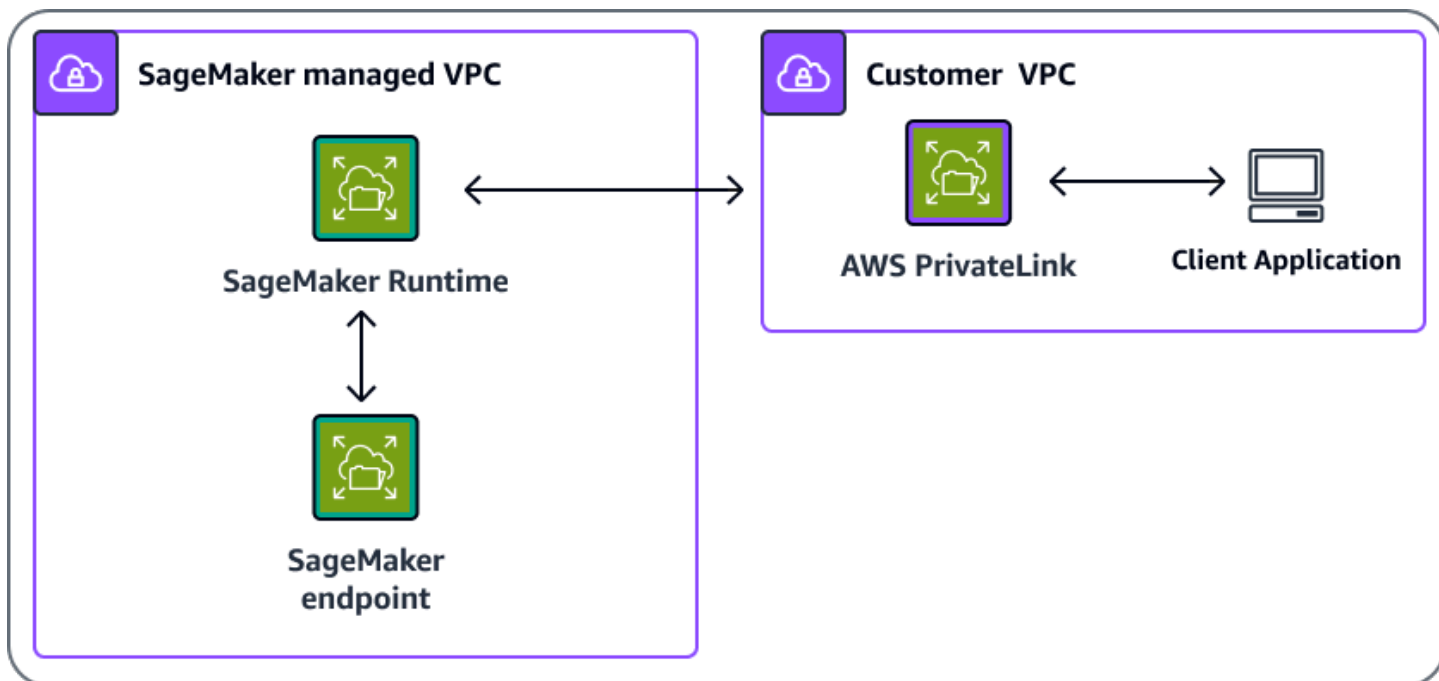 SageMaker managed VPC
SageMaker Runtime
SageMaker
endpoint
Customer VPC
AWS PrivateLink
Client Application